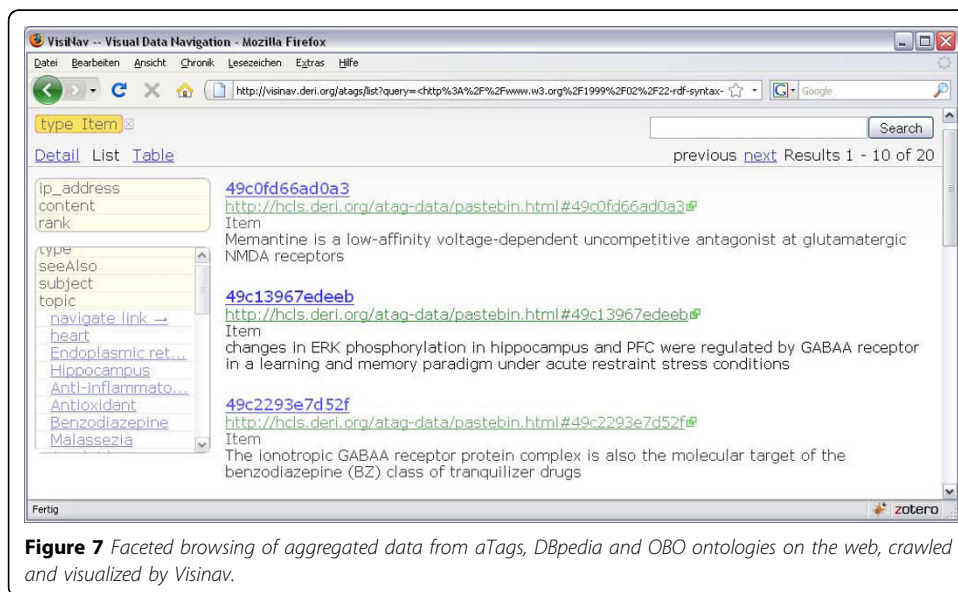 VisiNav -- Visual Data Navigation - Mozilla Firefox
Datei Bearbeiten Ansicht Chronik Lesezeichen Extras Hilfe
http://visinav.deri.org/atags/list?query=<http%3A%2F%2Fwww.w3.org%2F1999%2F02%2F22-rdf-syntax- G Google
type Item
Search
Detail List Table
previous next Results 1 - 10 of 20
ip_address
content
rank
type
seeAlso
subject
topic
navigate link →
heart
Endoplasmic ret...
Hippocampus
Anti-inflammato...
Antioxidant
Benzodiazepine
Malassezia
49c0fd66ad0a3
http://hcls.deri.org/atag-data/pastebin.html#49c0fd66ad0a3
Item
Memantine is a low-affinity voltage-dependent uncompetitive antagonist at glutamatergic
NMDA receptors
49c13967edeeb
http://hcls.deri.org/atag-data/pastebin.html#49c13967edeeb
Item
changes in ERK phosphorylation in hippocampus and PFC were regulated by GABAA receptor
in a learning and memory paradigm under acute restraint stress conditions
49c2293e7d52f
http://hcls.deri.org/atag-data/pastebin.html#49c2293e7d52f
Item
The ionotropic GABAA receptor protein complex is also the molecular target of the
benzodiazepine (BZ) class of tranquilizer drugs
Fertig
zotero
Figure 7 Faceted browsing of aggregated data from aTags, DBpedia and OBO ontologies on the web, crawled
and visualized by Visinav.